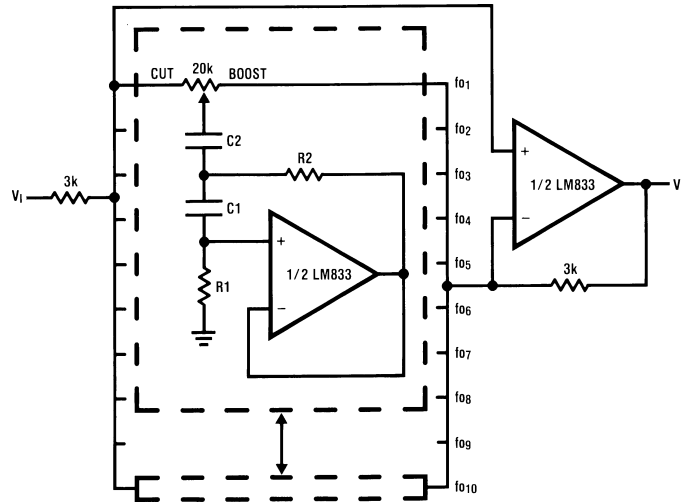 CUT 20k BOOST
fo1
C2
fo2
R2
fo3
+
1/2 LM833
V
VI
3k
C1
fo4
−
+
1/2 LM833
fo5
R1
3k
−
fo6
fo7
fo8
fo9
fo10